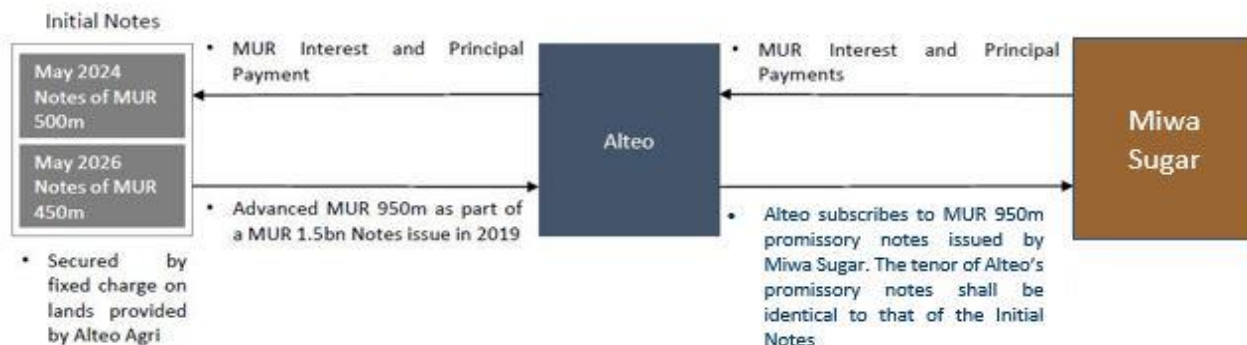 Initial Notes
May 2024
Notes of MUR
500m
May 2026
Notes of MUR
450m
• Secured by
fixed charge on
lands provided
by Alteo Agri
• MUR Interest and Principal
Payment
• Advanced MUR 950m as part of
a MUR 1.5bn Notes issue in 2019
Alteo
• MUR Interest and Principal
Payments
• Alteo subscribes to MUR 950m
promissory notes issued by
Miwa Sugar. The tenor of Alteo's
promissory notes shall be
identical to that of the Initial
Notes
Miwa
Sugar